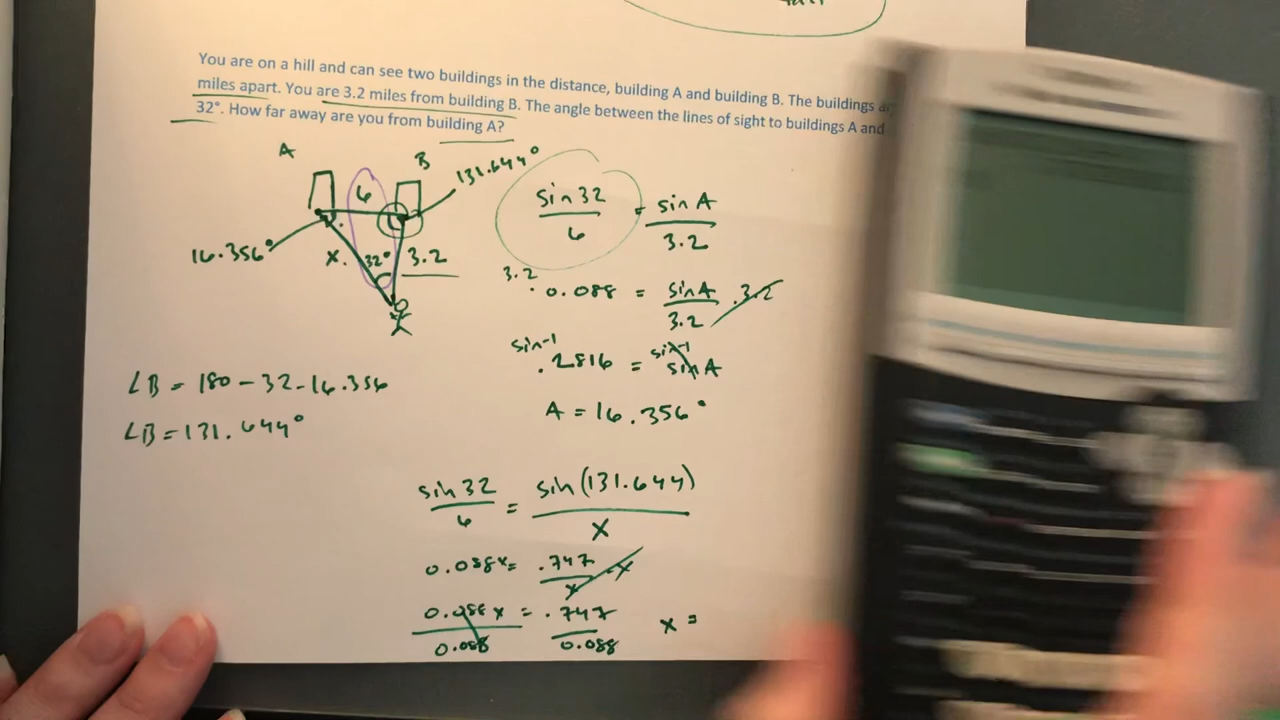 You are on a hill and can see two buildings in the distance, building A and building B. The buildings
miles apart. You are 3.2 miles from building B. The angle between the lines of sight to buildings A and
32°. How far away are you from building A?
A
B
131.644°
6
16.356°
x
32°
3.2
sin 32 / 6 = sin A / 3.2
3.2 · 0.088 = sin A / 3.2 · 3.2
sin⁻¹ .2816 = sin⁻¹ sin A
A = 16.356°
∠B = 180 - 32 - 16.356
∠B = 131.644°
sin 32 / 6 = sin(131.644) / x
0.088x = .747 / x · x
0.088x / 0.088 = .747 / 0.088
x =